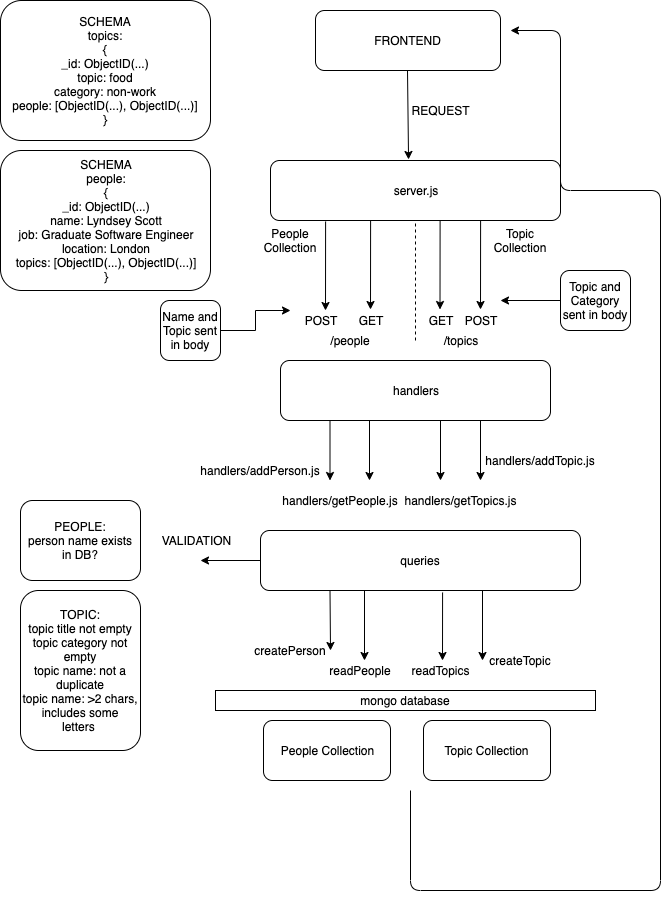 SCHEMA
topics:
{
_id: ObjectID(...)
topic: food
category: non-work
people: [ObjectID(...), ObjectID(...)]
}
FRONTEND
REQUEST
SCHEMA
people:
{
_id: ObjectID(...)
name: Lyndsey Scott
job: Graduate Software Engineer
location: London
topics: [ObjectID(...), ObjectID(...)]
}
server.js
People
Collection
Topic
Collection
Name and
Topic sent
in body
Topic and
Category
sent in body
POST GET
GET POST
/people
/topics
handlers
handlers/addPerson.js
handlers/addTopic.js
handlers/getPeople.js
handlers/getTopics.js
PEOPLE:
person name exists
in DB?
VALIDATION
queries
TOPIC:
topic title not empty
topic category not
empty
topic name: not a
duplicate
topic name: >2 chars,
includes some
letters
createPerson
readPeople
readTopics
createTopic
mongo database
People Collection
Topic Collection